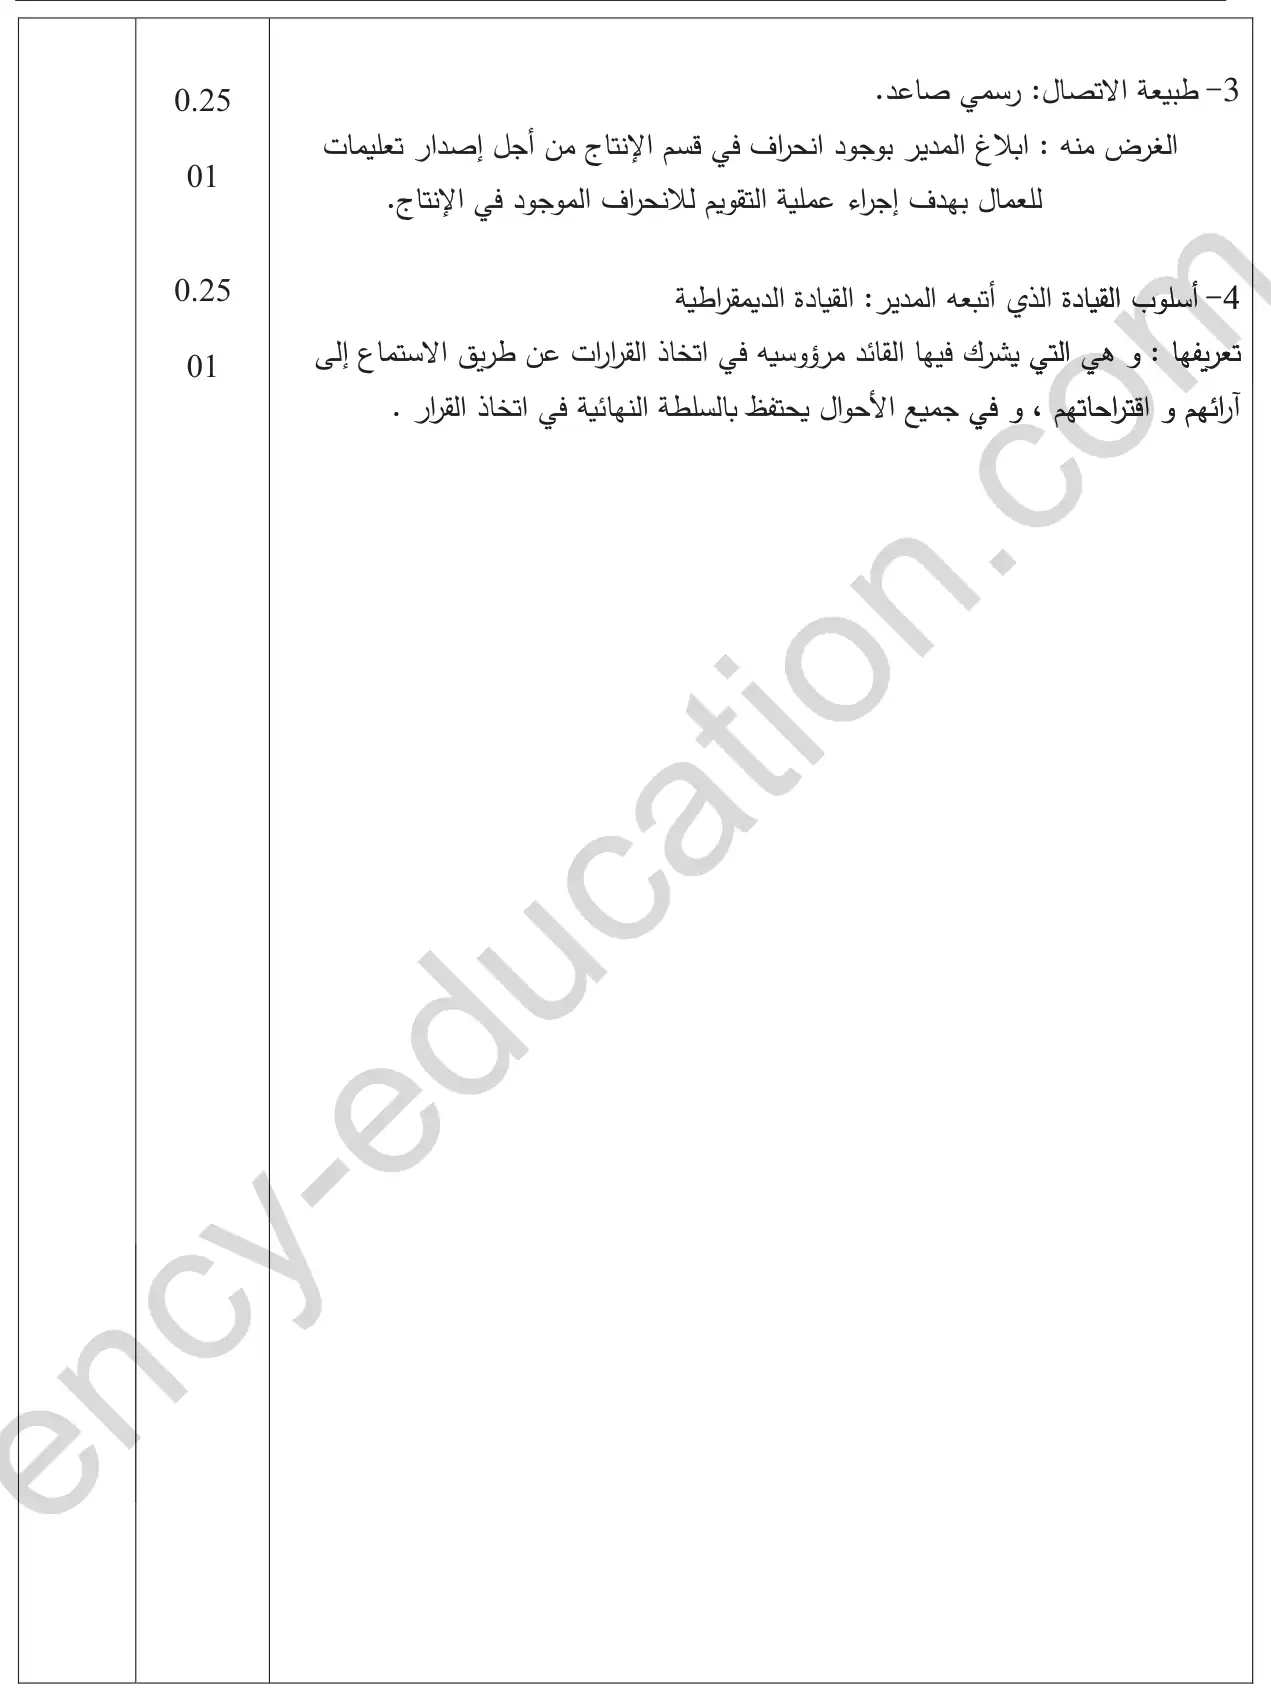 3- طبيعة الاتصال: رسمي صاعد.
0.25
الغرض منه : ابلاغ المدير بوجود انحراف في قسم الإنتاج من أجل إصدار تعليمات
01
للعمال بهدف إجراء عملية التقويم للانحراف الموجود في الإنتاج.
4- أسلوب القيادة الذي أتبعه المدير: القيادة الديمقراطية
0.25
تعريفها : و هي التي يشرك فيها القائد مرؤوسيه في اتخاذ القرارات عن طريق الاستماع إلى
01
آرائهم و اقتراحاتهم ، و في جميع الأحوال يحتفظ بالسلطة النهائية في اتخاذ القرار .
ency-education.com